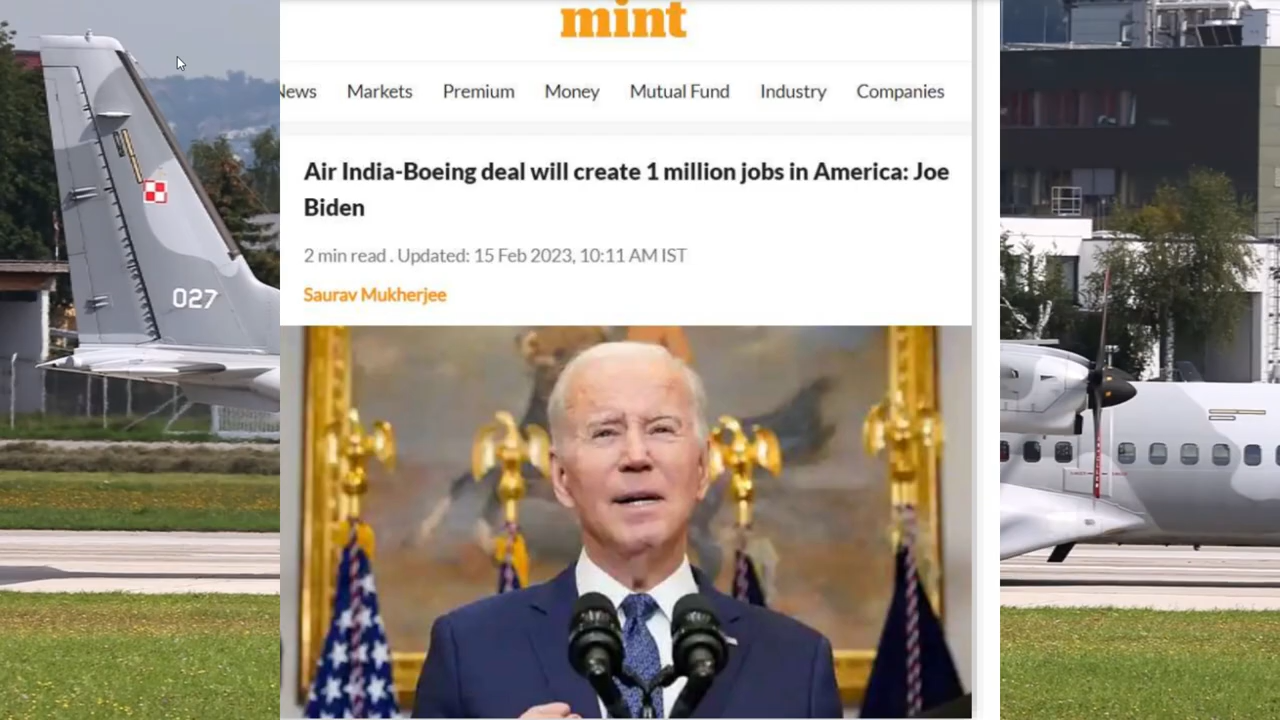 mint
News Markets Premium Money Mutual Fund Industry Companies
Air India-Boeing deal will create 1 million jobs in America: Joe
Biden
2 min read . Updated: 15 Feb 2023, 10:11 AM IST
Saurav Mukherjee
027